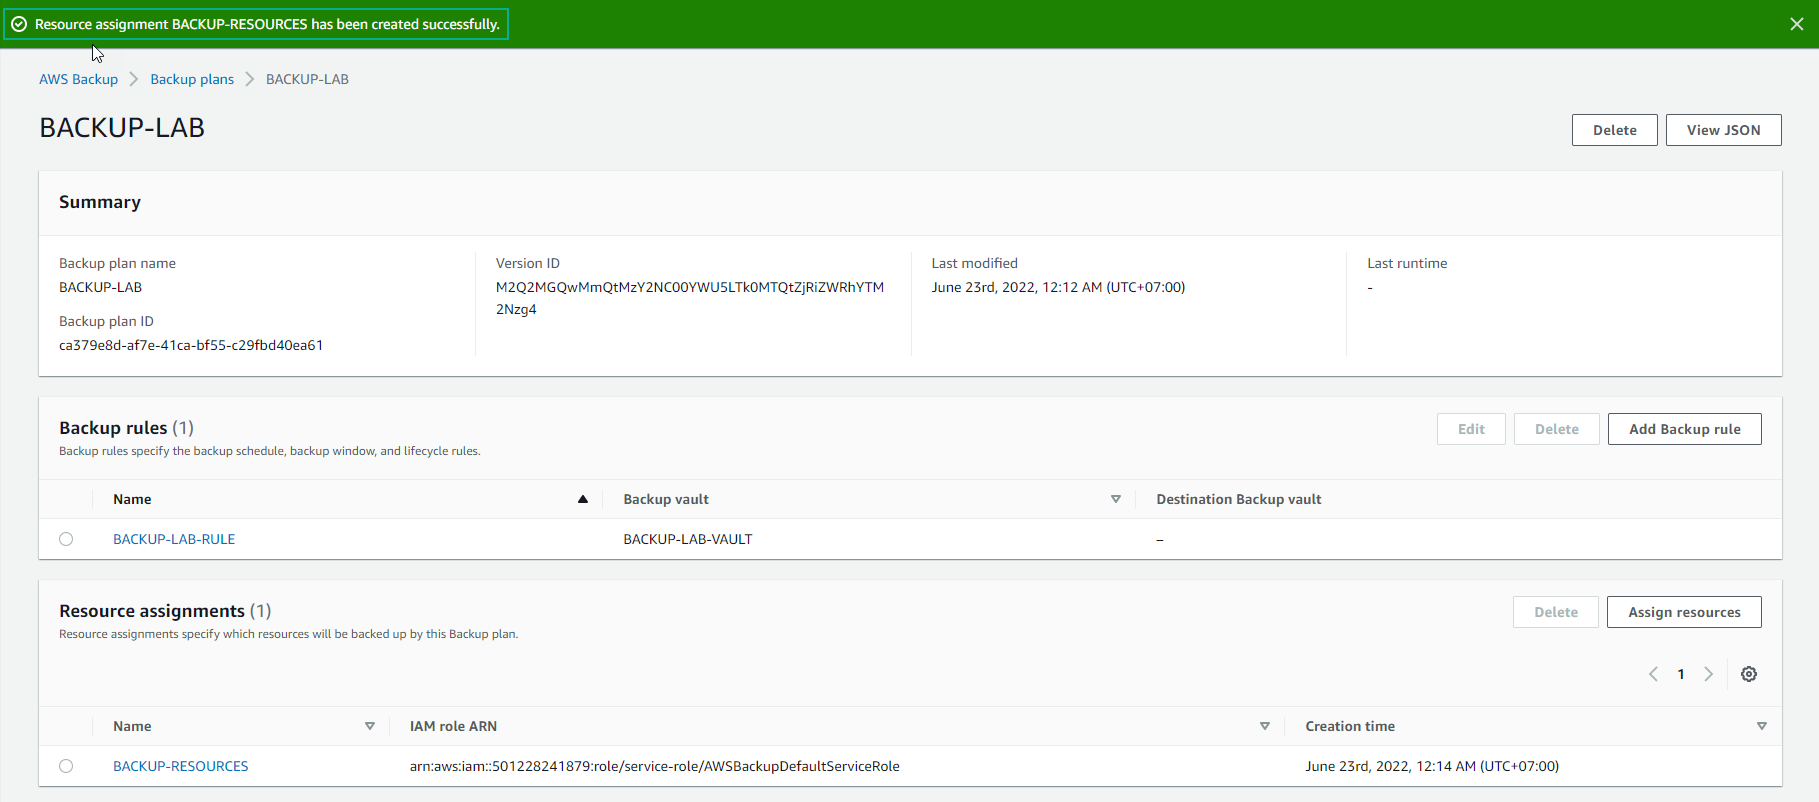 Resource assignment BACKUP-RESOURCES has been created successfully.
AWS Backup > Backup plans > BACKUP-LAB
BACKUP-LAB
Delete
View JSON
Summary
Backup plan name
BACKUP-LAB
Backup plan ID
ca379e8d-af7e-41ca-bf55-c29fbd40ea61
Version ID
M2Q2MGQwMmQtMzY2NC00YWU5LTk0MTQtZjRiZWRhYTM
2Nzg4
Last modified
June 23rd, 2022, 12:12 AM (UTC+07:00)
Last runtime
-
Backup rules (1)
Backup rules specify the backup schedule, backup window, and lifecycle rules.
Edit
Delete
Add Backup rule
Name
Backup vault
Destination Backup vault
BACKUP-LAB-RULE
BACKUP-LAB-VAULT
–
Resource assignments (1)
Resource assignments specify which resources will be backed up by this Backup plan.
Delete
Assign resources
1
Name
IAM role ARN
Creation time
BACKUP-RESOURCES
arn:aws:iam::501228241879:role/service-role/AWSBackupDefaultServiceRole
June 23rd, 2022, 12:14 AM (UTC+07:00)